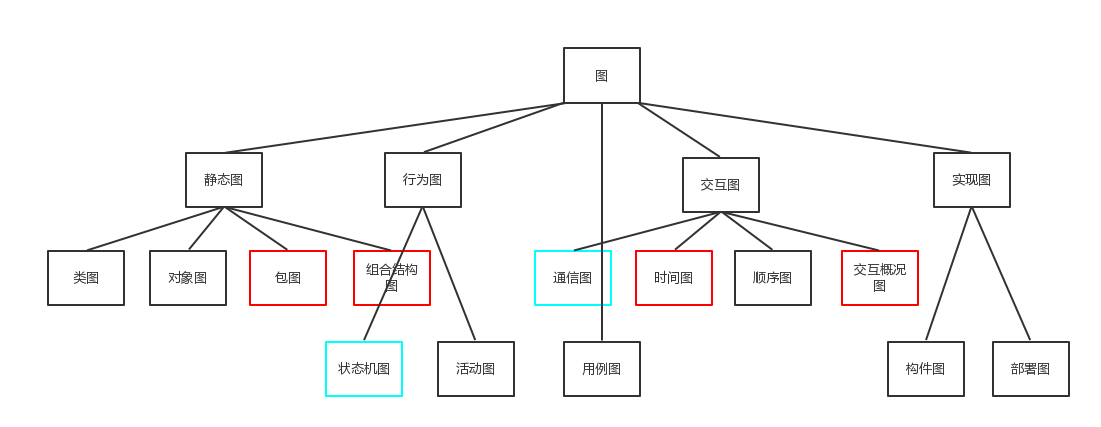 图
静态图
行为图
交互图
实现图
类图
对象图
包图
组合结构
图
通信图
时间图
顺序图
交互概况
图
状态机图
活动图
用例图
构件图
部署图